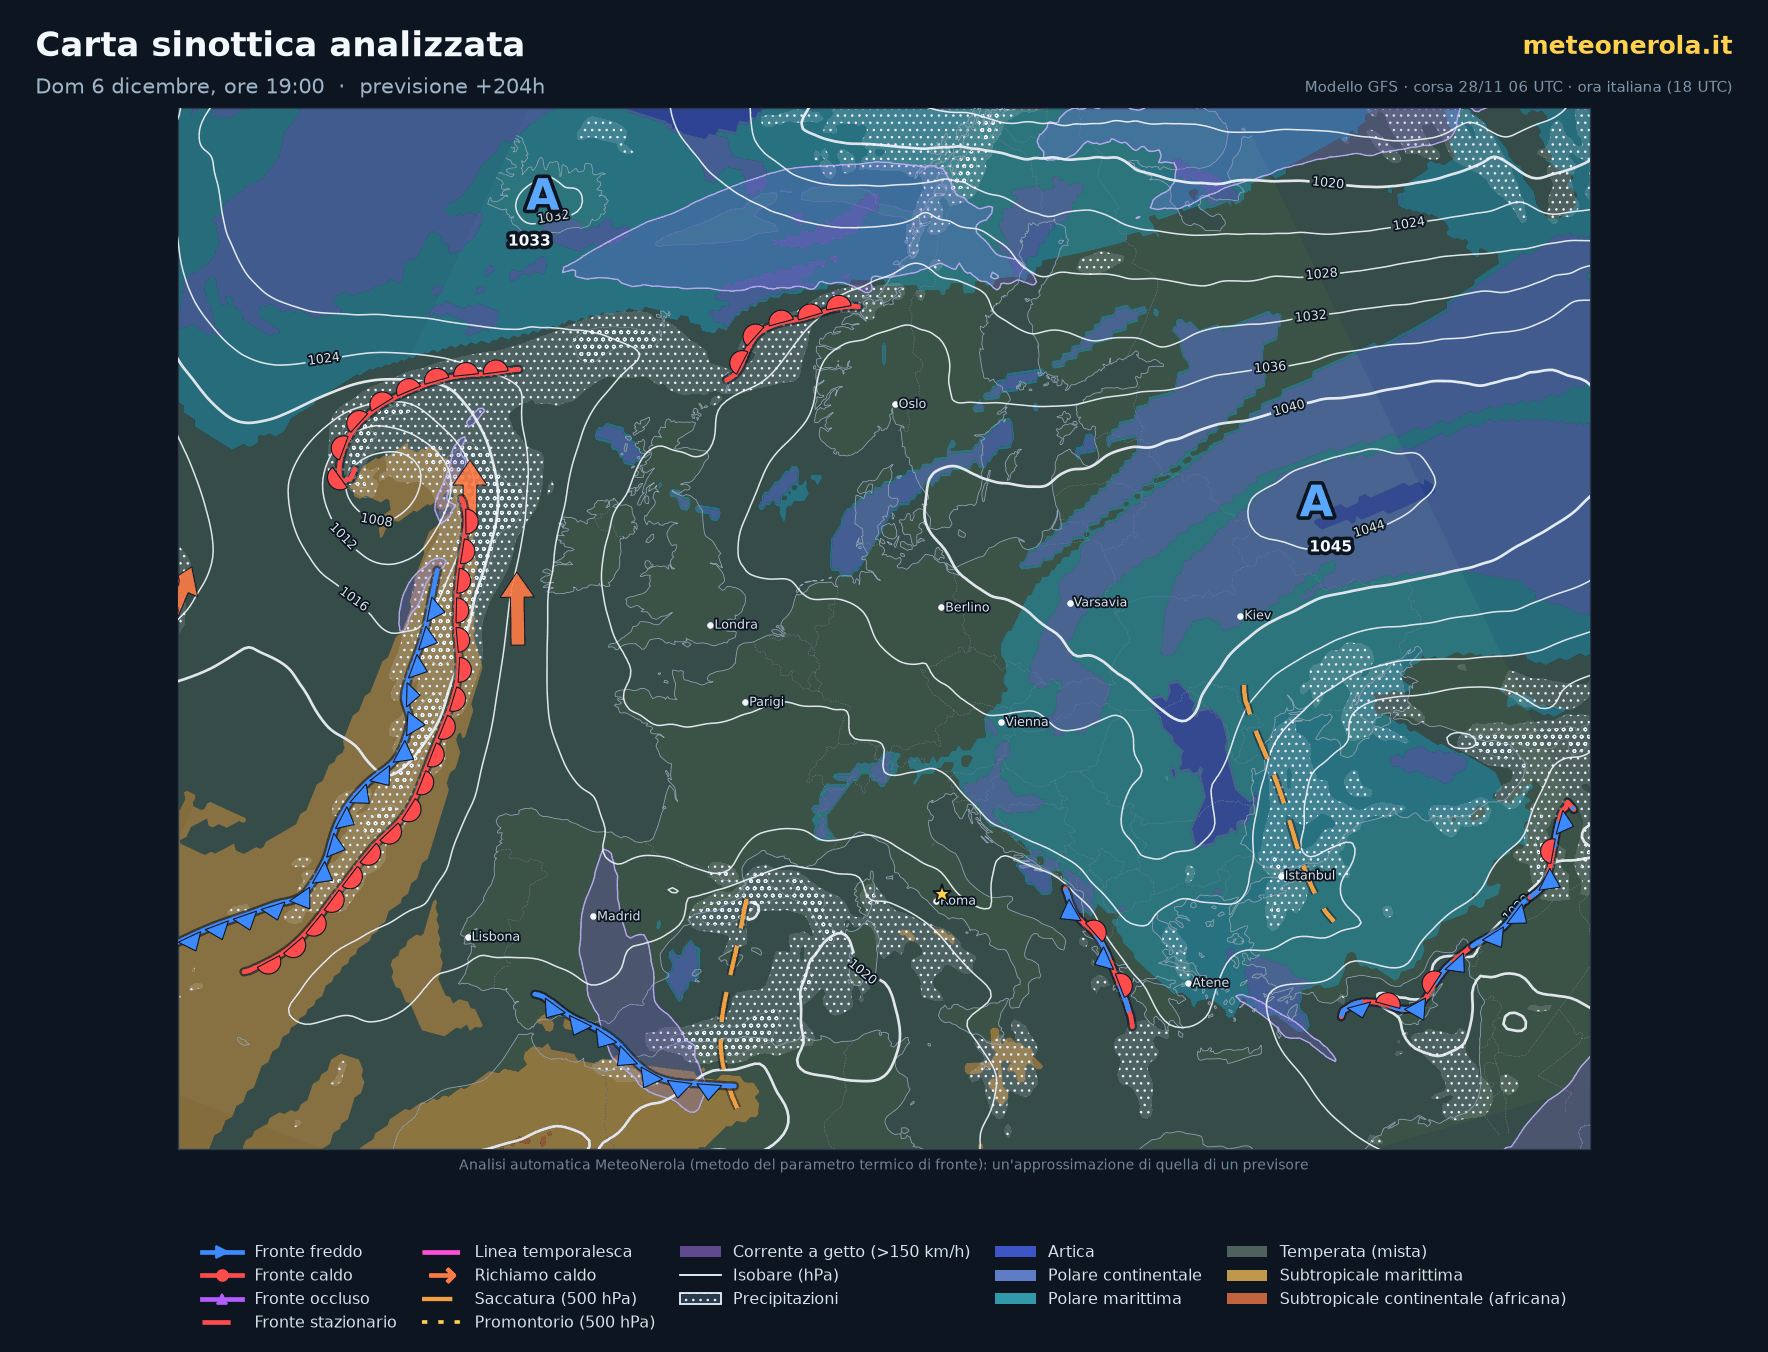 Carta sinottica analizzata
meteonerola.it
Dom 6 dicembre, ore 19:00 · previsione +204h
Modello GFS · corsa 28/11 06 UTC · ora italiana (18 UTC)
A
1032
1033
1020
1024
1028
1032
1036
1040
1024
Oslo
A
1044
1045
1008
1012
1016
Londra
Berlino
Varsavia
Kiev
Parigi
Vienna
Istanbul
Madrid
Roma
Lisbona
1020
Atene
Analisi automatica MeteoNerola (metodo del parametro termico di fronte): un'approssimazione di quella di un previsore
Fronte freddo
Fronte caldo
Fronte occluso
Fronte stazionario
Linea temporalesca
Richiamo caldo
Saccatura (500 hPa)
Promontorio (500 hPa)
Corrente a getto (>150 km/h)
Isobare (hPa)
Precipitazioni
Artica
Polare continentale
Polare marittima
Temperata (mista)
Subtropicale marittima
Subtropicale continentale (africana)